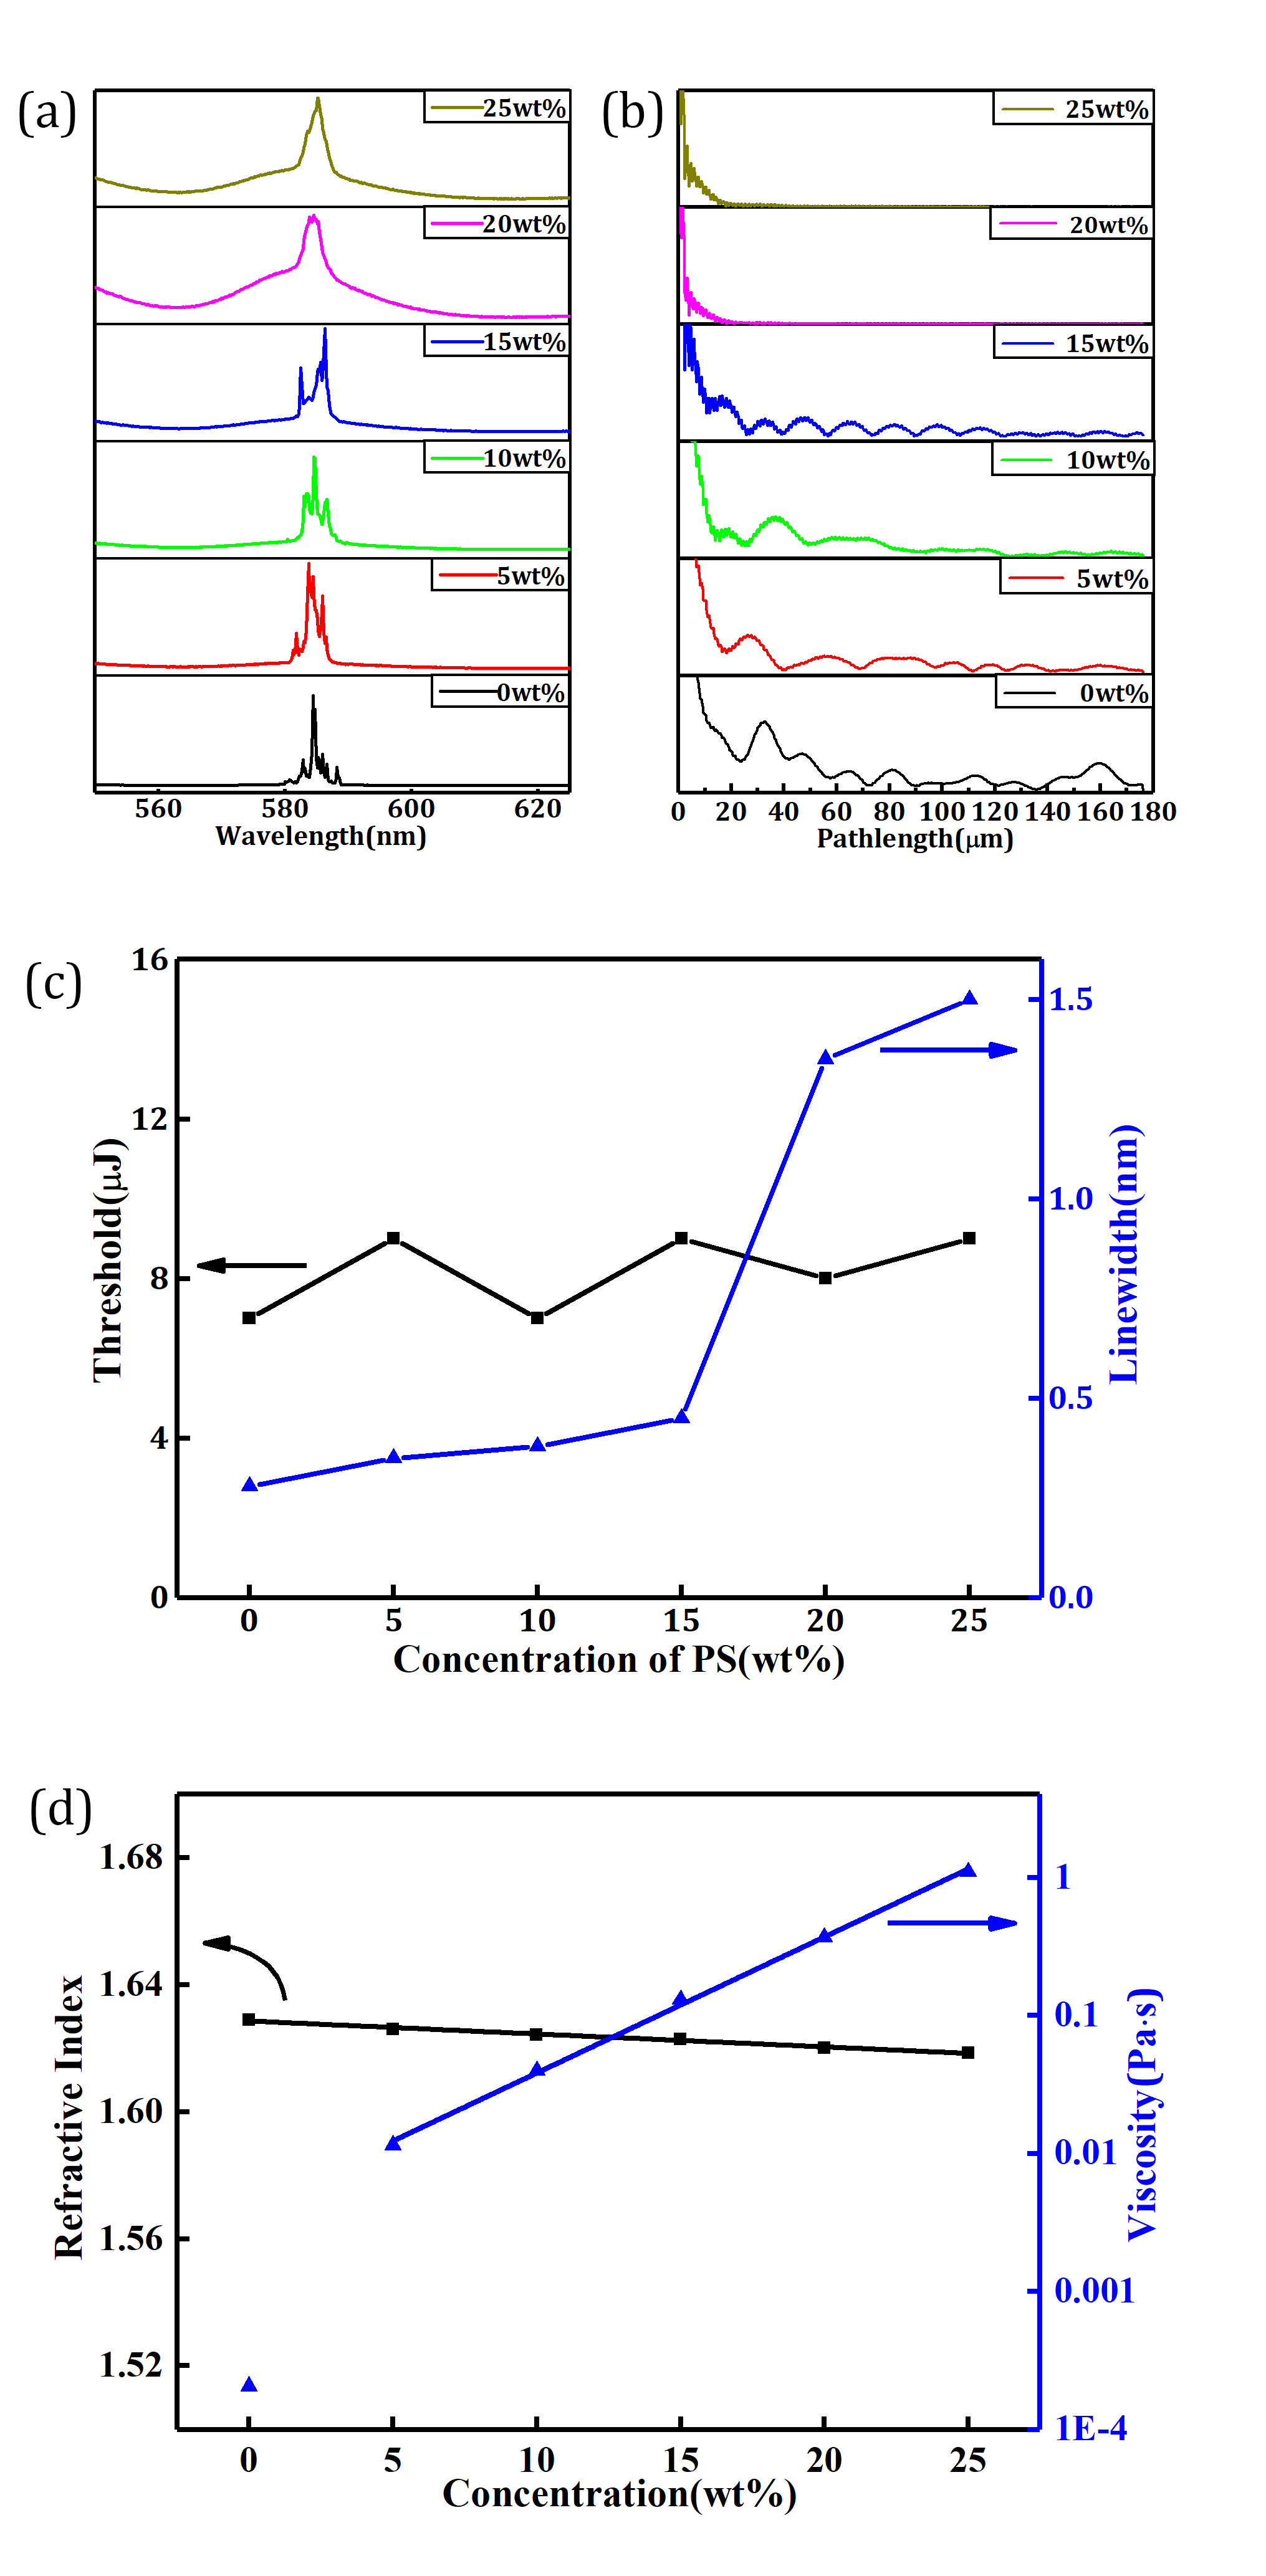 (a)
25wt%
20wt%
15wt%
10wt%
5wt%
0wt%
560 580 600 620
Wavelength(nm)
(b)
25wt%
20wt%
15wt%
10wt%
5wt%
0wt%
0 20 40 60 80 100 120 140 160 180
Pathlength(μm)
(c)
16
12
8
4
0
Threshold(μJ)
1.5
1.0
0.5
0.0
Linewidth(nm)
0 5 10 15 20 25
Concentration of PS(wt%)
(d)
1.68
1.64
1.60
1.56
1.52
Refractive Index
1
0.1
0.01
0.001
1E-4
Viscosity(Pa·s)
0 5 10 15 20 25
Concentration(wt%)